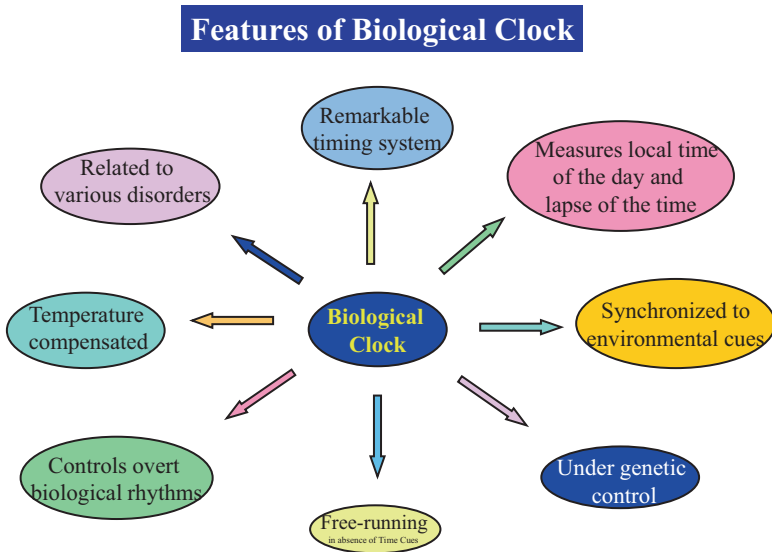 Features of Biological Clock
Remarkable
timing system
Measures local time
of the day and
lapse of the time
Related to
various disorders
Temperature
compensated
Biological
Clock
Synchronized to
environmental cues
Controls overt
biological rhythms
Under genetic
control
Free-running
in absence of Time Cues